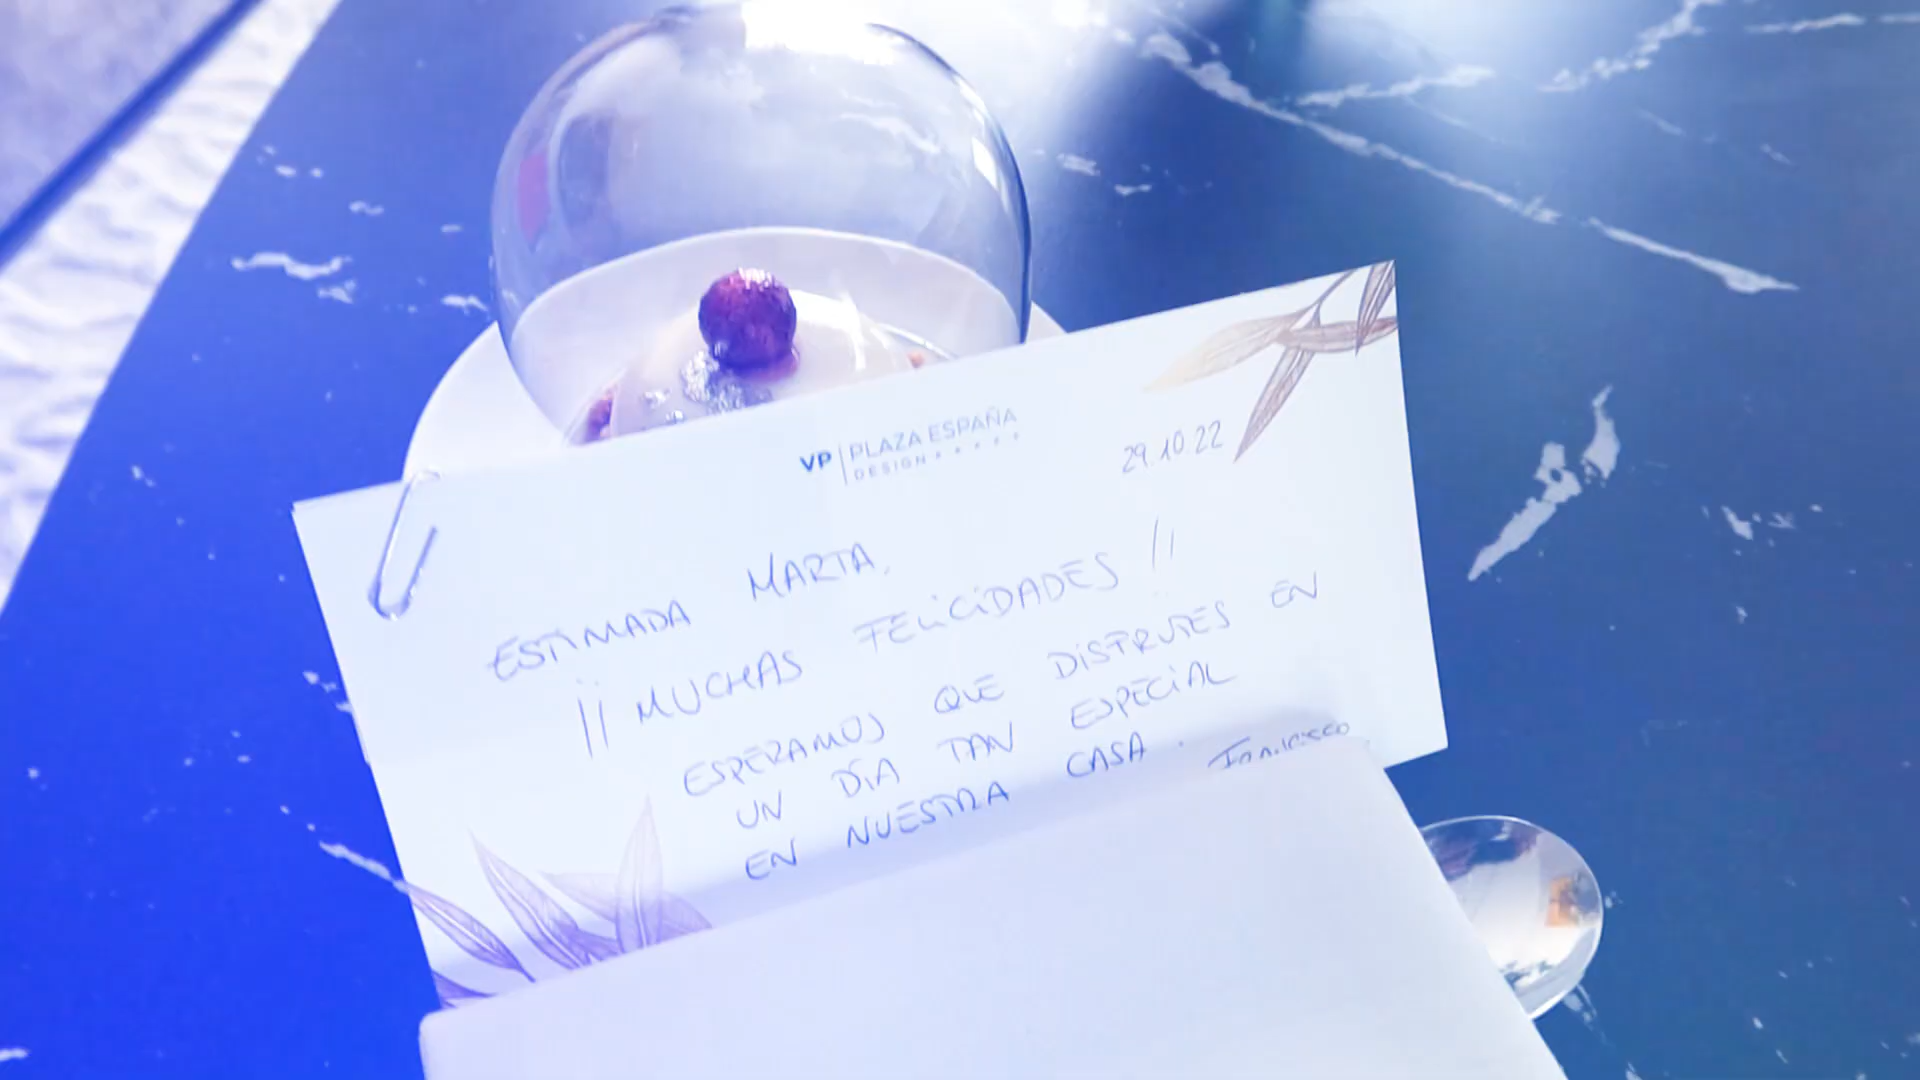 VP | PLAZA ESPAÑA
DESIGN * * * * *
29.10.22
ESTIMADA MARTA,
¡¡ MUCHAS FELICIDADES !!
ESPERAMOS QUE DISFRUTES EN
UN DÍA TAN ESPECIAL
EN NUESTRA CASA.
Francisco